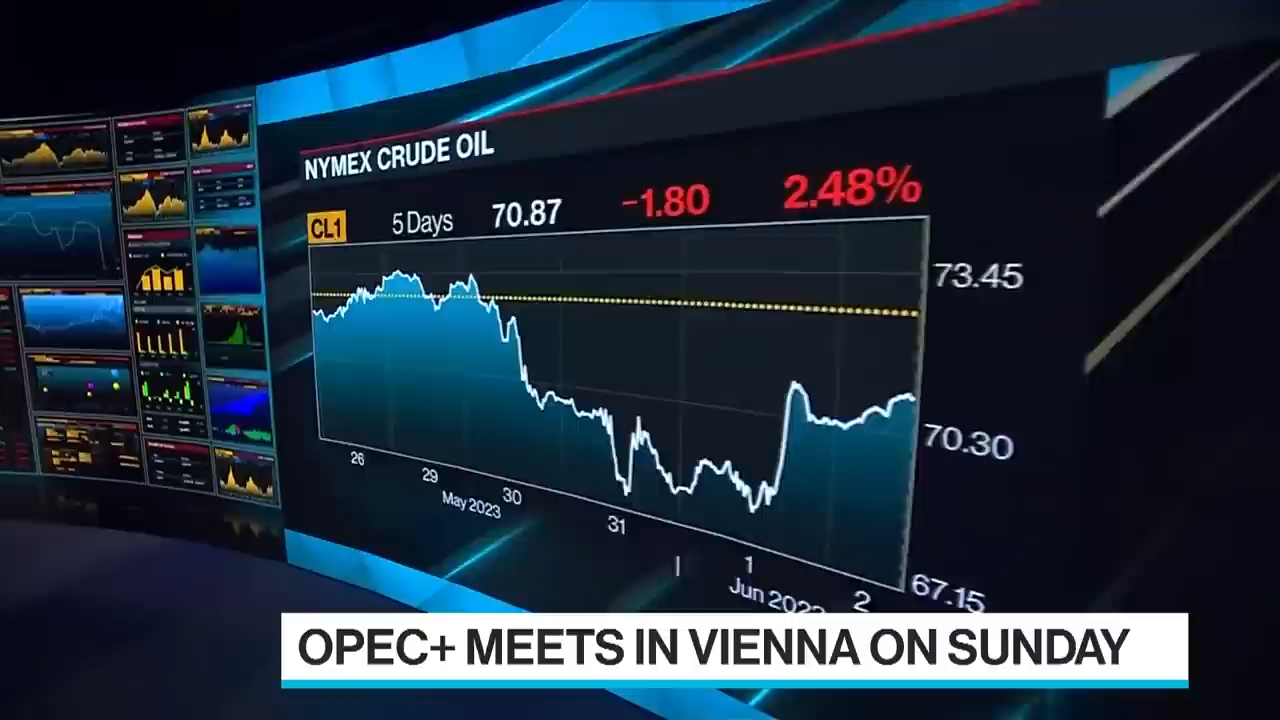 NYMEX CRUDE OIL
CL1 5 Days 70.87 -1.80 2.48%
73.45
70.30
67.15
26 29 30 31 1 2
May 2023 Jun 2023
OPEC+ MEETS IN VIENNA ON SUNDAY